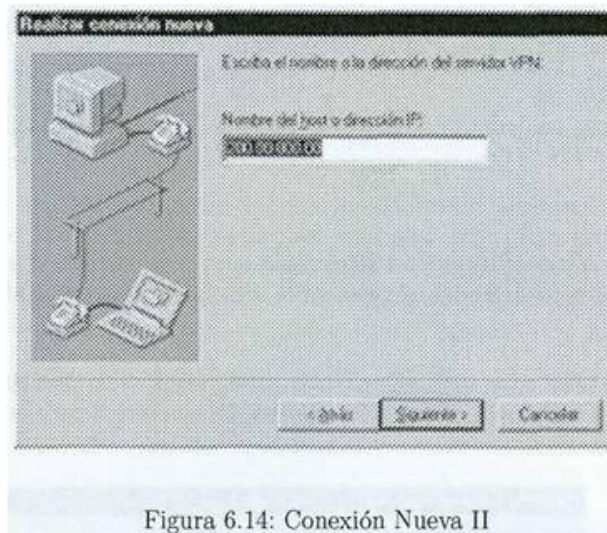 Realizar conexión nueva
Escriba el nombre o la dirección del servidor VPN:
Nombre del host o dirección IP:
< Atrás
Siguiente >
Cancelar
Figura 6.14: Conexión Nueva II